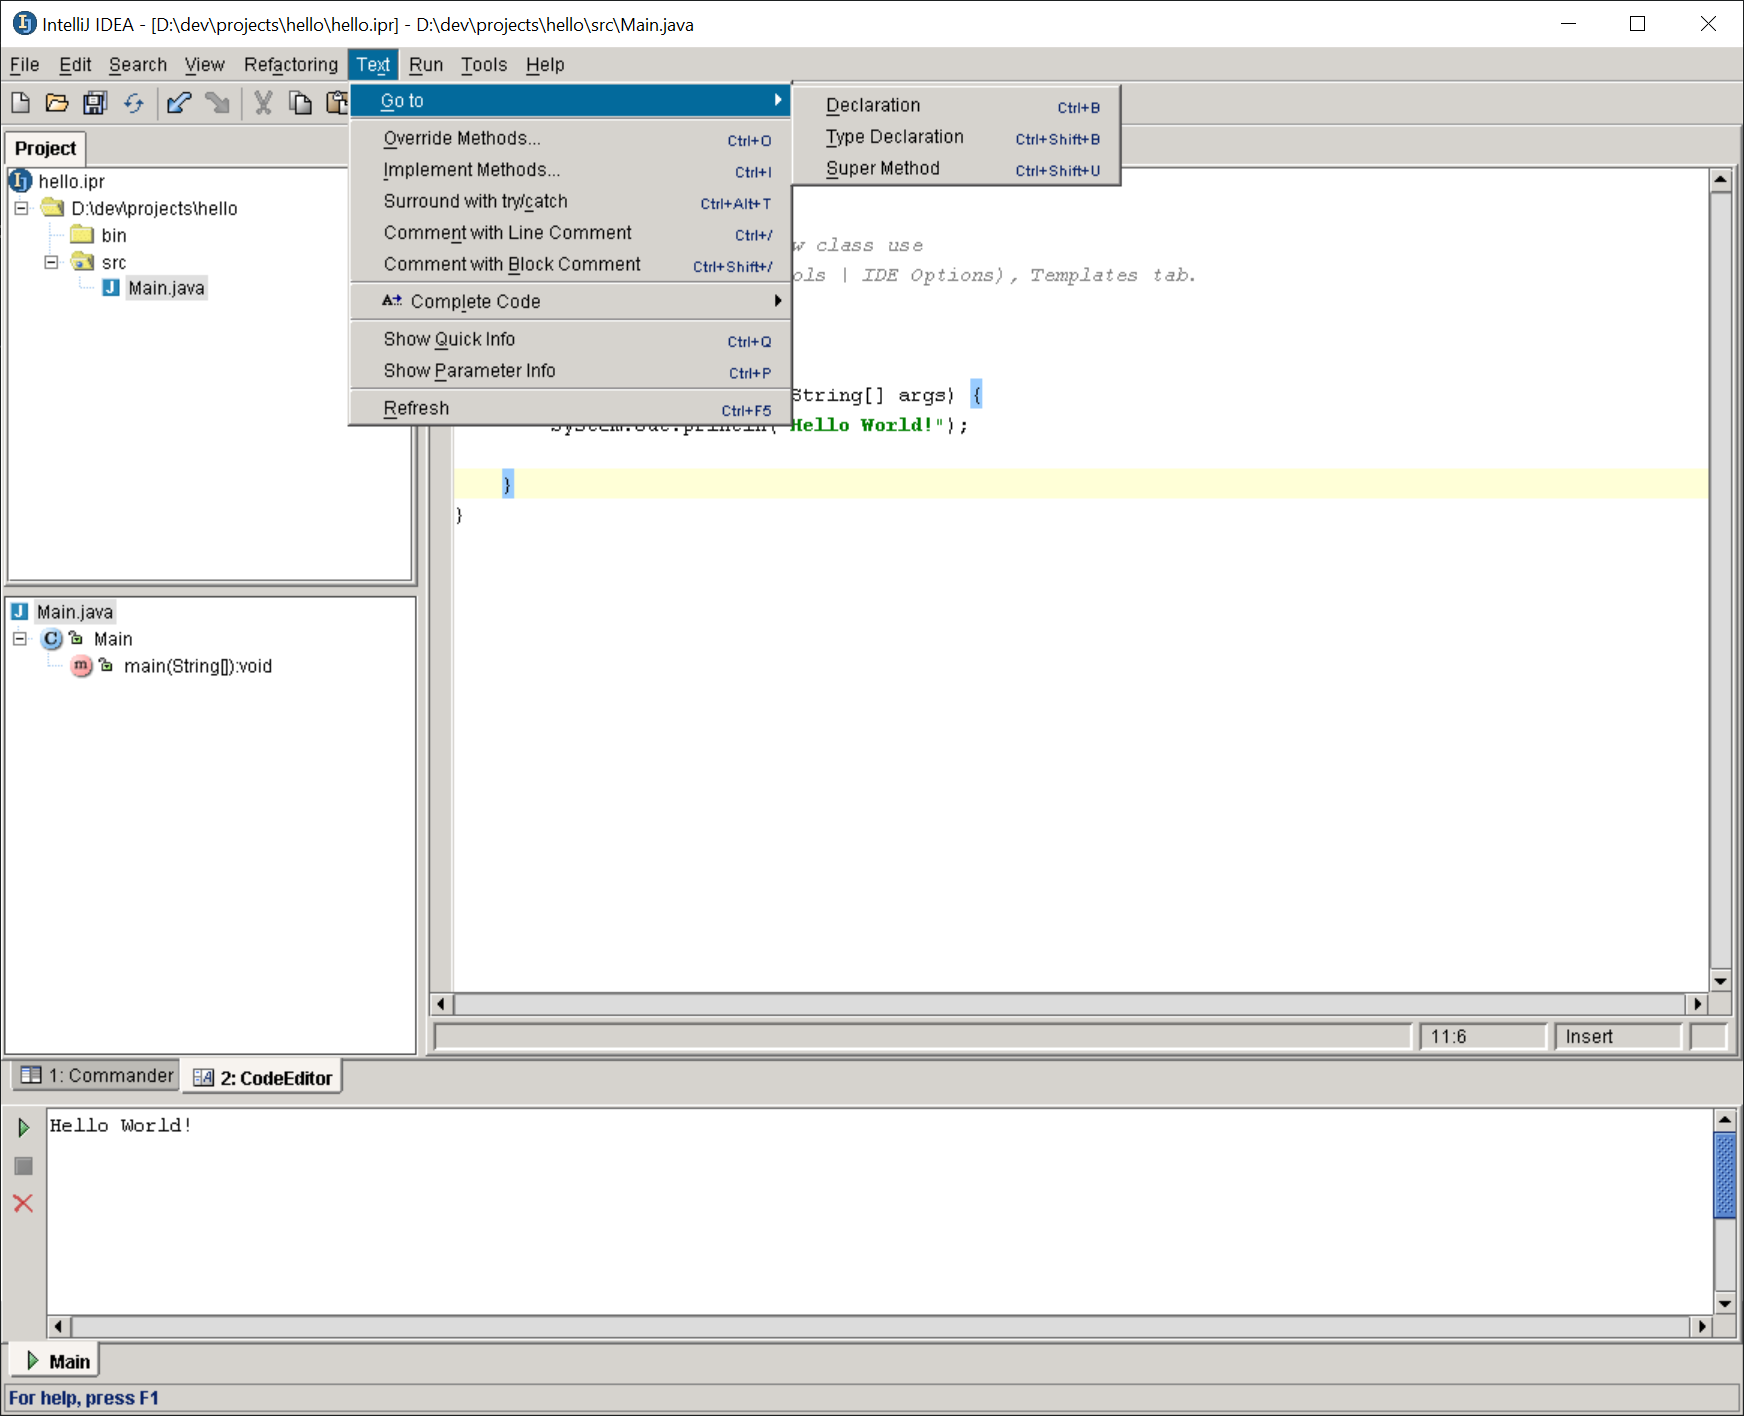 IntelliJ IDEA - [D:\dev\projects\hello\hello.ipr] - D:\dev\projects\hello\src\Main.java
File Edit Search View Refactoring Text Run Tools Help
Go to
Override Methods... Ctrl+O
Implement Methods... Ctrl+I
Surround with try/catch Ctrl+Alt+T
Comment with Line Comment Ctrl+/
Comment with Block Comment Ctrl+Shift+/
Complete Code
Show Quick Info Ctrl+Q
Show Parameter Info Ctrl+P
Refresh Ctrl+F5
Declaration Ctrl+B
Type Declaration Ctrl+Shift+B
Super Method Ctrl+Shift+U
Project
hello.ipr
D:\dev\projects\hello
bin
src
Main.java
w class use
ols | IDE Options), Templates tab.
String[] args) {
System.out.println("Hello World!");
}
}
Main.java
Main
main(String[]):void
11:6 Insert
1: Commander 2: CodeEditor
Hello World!
Main
For help, press F1